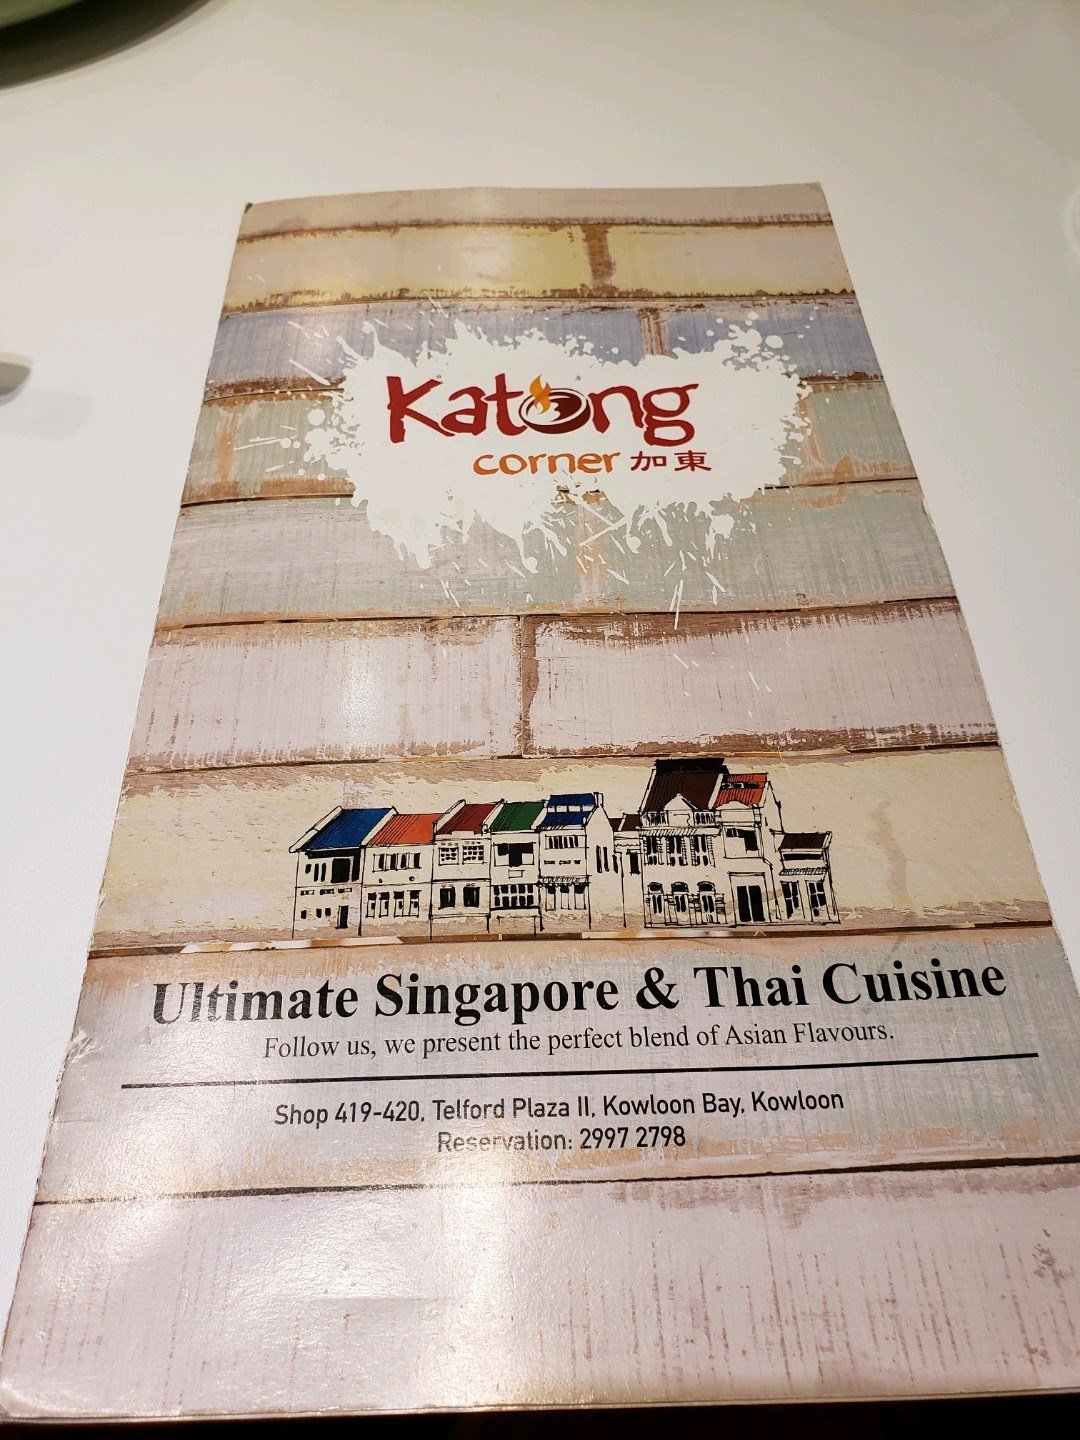 Katong
corner 加東
Ultimate Singapore & Thai Cuisine
Follow us, we present the perfect blend of Asian Flavours.
Shop 419-420, Telford Plaza II, Kowloon Bay, Kowloon
Reservation: 2997 2798